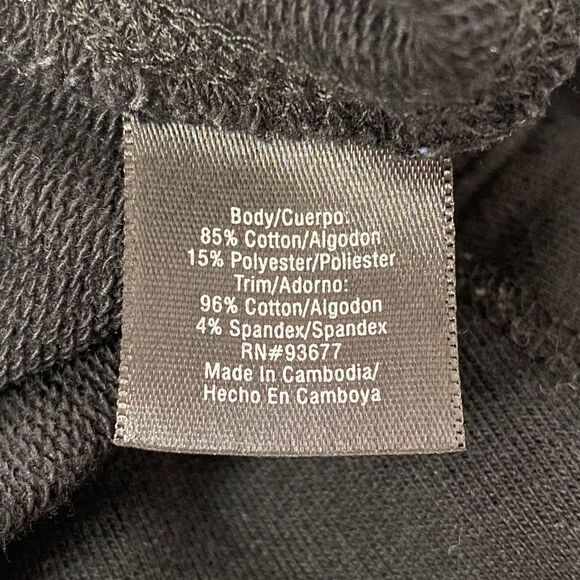 Body/Cuerpo:
85% Cotton/Algodon
15% Polyester/Poliester
Trim/Adorno:
96% Cotton/Algodon
4% Spandex/Spandex
RN#93677
Made In Cambodia/
Hecho En Camboya